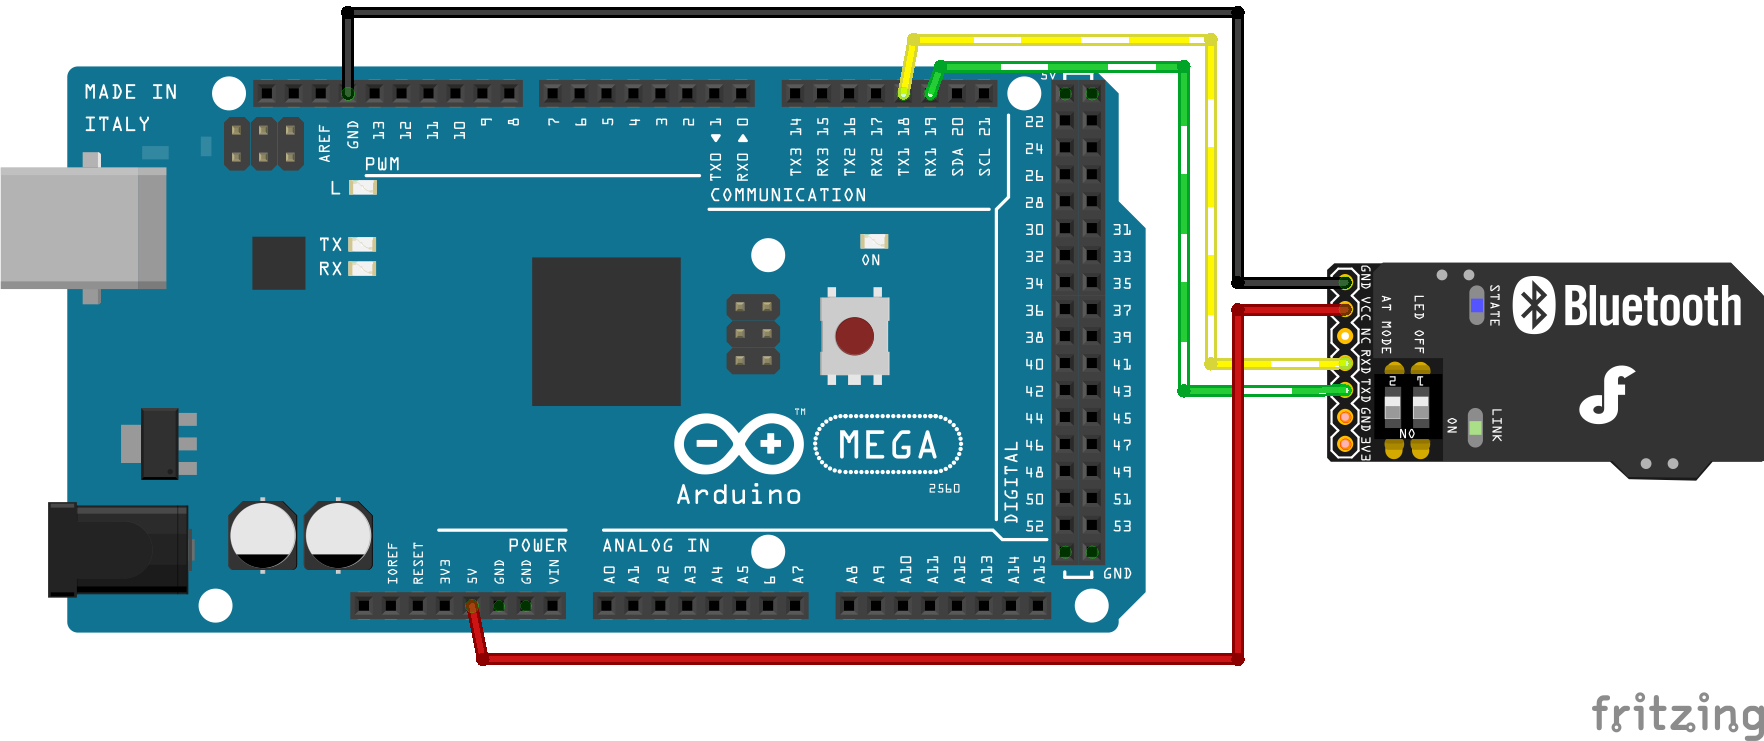 MADE IN
ITALY
AREF
GND
13
12
11
10
9
8
7
6
5
4
3
2
TX0 1
RX0 0
TX3 14
RX3 15
TX2 16
RX2 17
TX1 18
RX1 19
SDA 20
SCL 21
5V
PWM
L
COMMUNICATION
TX
RX
ON
22
24
26
28
30 31
32 33
34 35
36 37
38 39
40 41
42 43
44 45
46 47
48 49
50 51
52 53
GND
DIGITAL
MEGA
TM
Arduino
2560
POWER
ANALOG IN
IOREF
RESET
3V3
5V
GND
GND
VIN
A0
A1
A2
A3
A4
A5
6
A7
A8
A9
A10
A11
A12
A13
A14
A15
GND
VCC
NC
RXD
TXD
GND
3V3
AT MODE
LED OFF
STATE
Bluetooth
2
1
ON
ON
LINK
fritzing